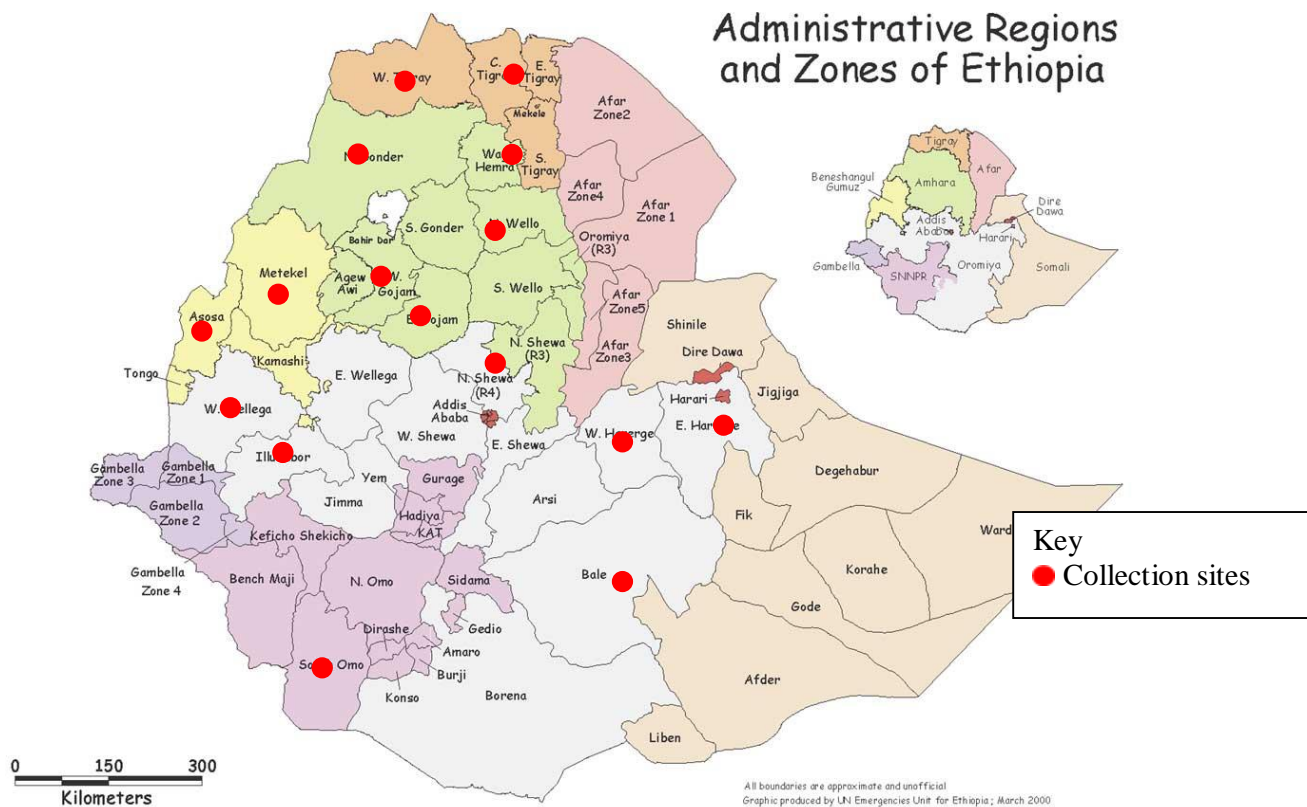 Administrative Regions
and Zones of Ethiopia
C.
E.
Tigray
Mekele
S.
Tigray
Afar
Zone2
Hemra
Afar
Zone4
Afar
Zone 1
S. Gonder
Bahir Dar
Oromiya
(R3)
Agew
Awi
W.
Gojam
S. Wello
Afar
Zone5
Metekel
Asosa
Kamashi
Tongo
N. Shewa
(R3)
Afar
Zone3
Shinile
Dire Dawa
E. Wellega
N. Shewa
(R4)
Addis
Ababa
W. Shewa
E. Shewa
Harari
Jigjiga
Gambella
Zone 3
Gambella
Zone 1
Gambella
Zone 2
Gambella
Zone 4
Yem
Gurage
Jimma
Hadiya
KAT
Arsi
Degehabur
Fik
Keficho Shekicho
Bench Maji
N. Omo
Sidama
Bale
Korahe
Gode
Gedio
Dirashe
Amaro
Burji
Konso
Borena
Afder
Liben
Tigray
Afar
Beneshangul
Gumuz
Amhara
Dire
Dawa
Addis
Ababa
Harari
Gambella
SNNPR
Oromiya
Somali
Key
Collection sites
0 150 300
Kilometers
All boundaries are approximate and unofficial
Graphic produced by UN Emergencies Unit for Ethiopia; March 2000